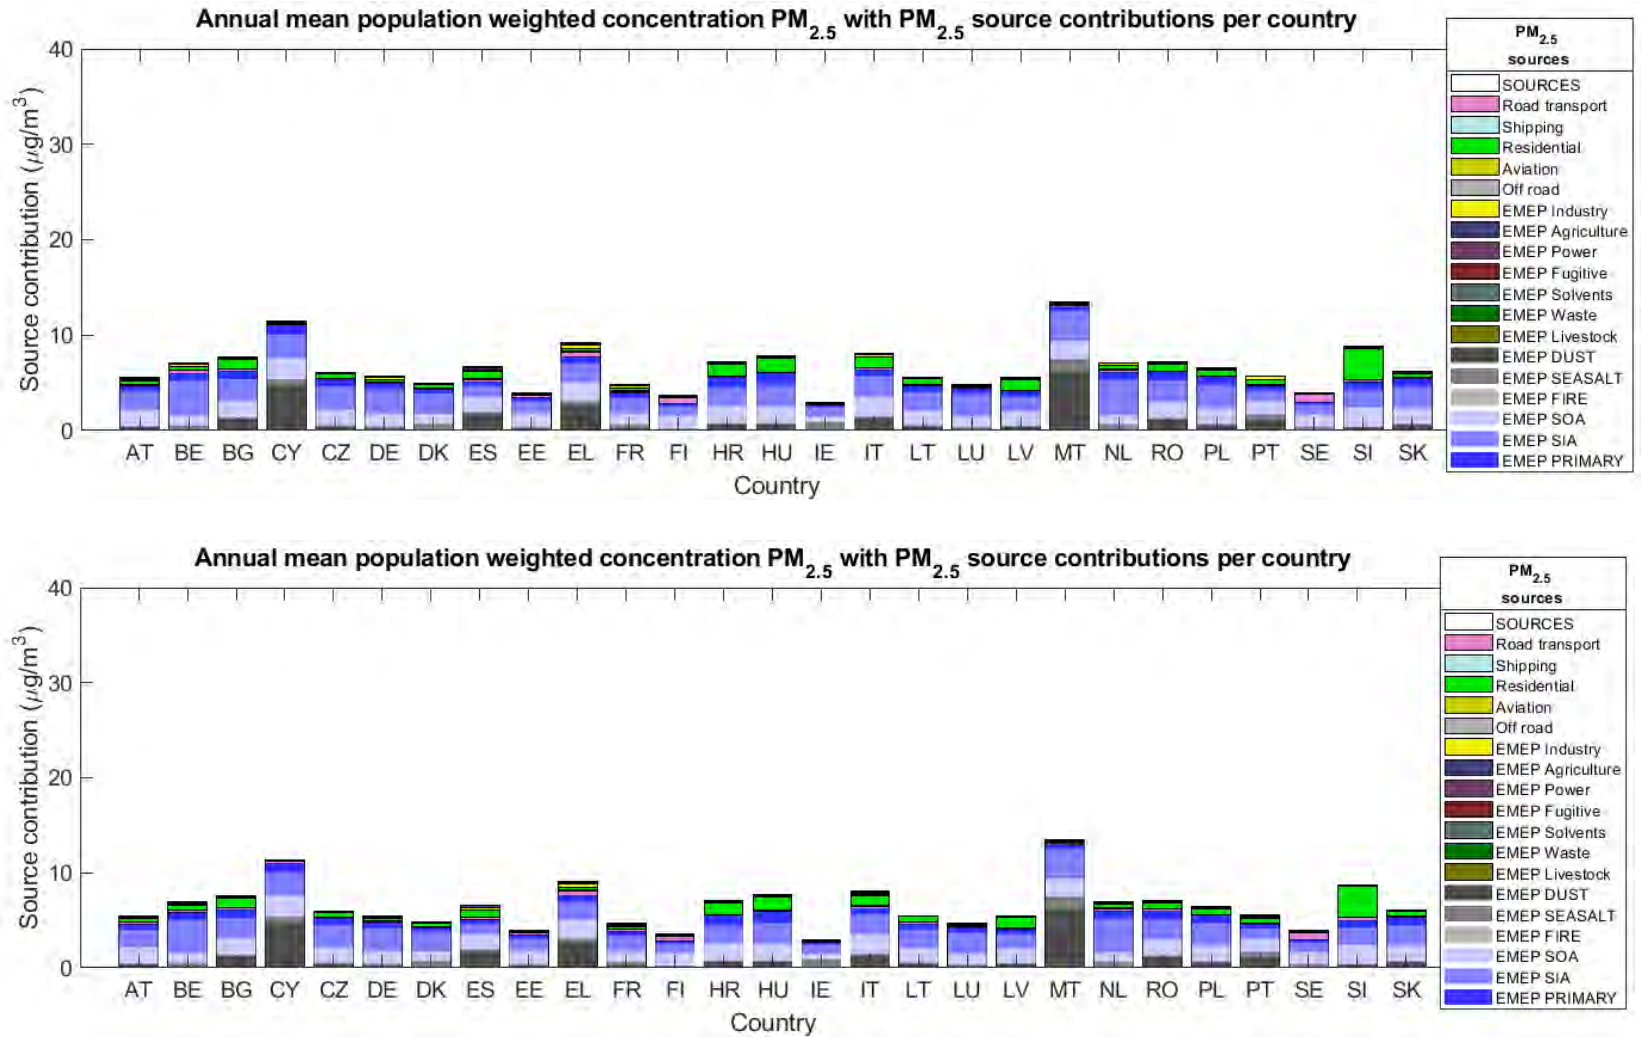 Annual mean population weighted concentration PM2.5 with PM2.5 source contributions per country
PM2.5
sources
SOURCES
Road transport
Shipping
Residential
Aviation
Off road
EMEP Industry
EMEP Agriculture
EMEP Power
EMEP Fugitive
EMEP Solvents
EMEP Waste
EMEP Livestock
EMEP DUST
EMEP SEASALT
EMEP FIRE
EMEP SOA
EMEP SIA
EMEP PRIMARY
Source contribution (μg/m3)
40
30
20
10
0
AT BE BG CY CZ DE DK ES EE EL FR FI HR HU IE IT LT LU LV MT NL RO PL PT SE SI SK
Country
Annual mean population weighted concentration PM2.5 with PM2.5 source contributions per country
PM2.5
sources
SOURCES
Road transport
Shipping
Residential
Aviation
Off road
EMEP Industry
EMEP Agriculture
EMEP Power
EMEP Fugitive
EMEP Solvents
EMEP Waste
EMEP Livestock
EMEP DUST
EMEP SEASALT
EMEP FIRE
EMEP SOA
EMEP SIA
EMEP PRIMARY
Source contribution (μg/m3)
40
30
20
10
0
AT BE BG CY CZ DE DK ES EE EL FR FI HR HU IE IT LT LU LV MT NL RO PL PT SE SI SK
Country